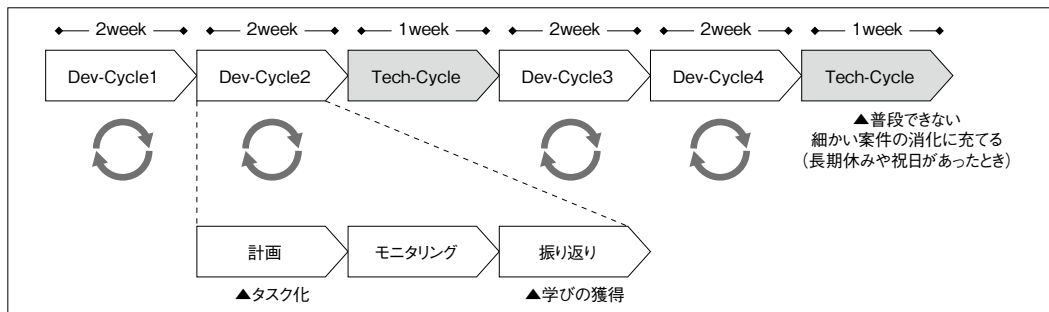 2week
2week
1week
2week
2week
1week
Dev-Cycle1
Dev-Cycle2
Tech-Cycle
Dev-Cycle3
Dev-Cycle4
Tech-Cycle
▲普段できない
細かい案件の消化に充てる
(長期休みや祝日があったとき)
計画
モニタリング
振り返り
▲タスク化
▲学びの獲得